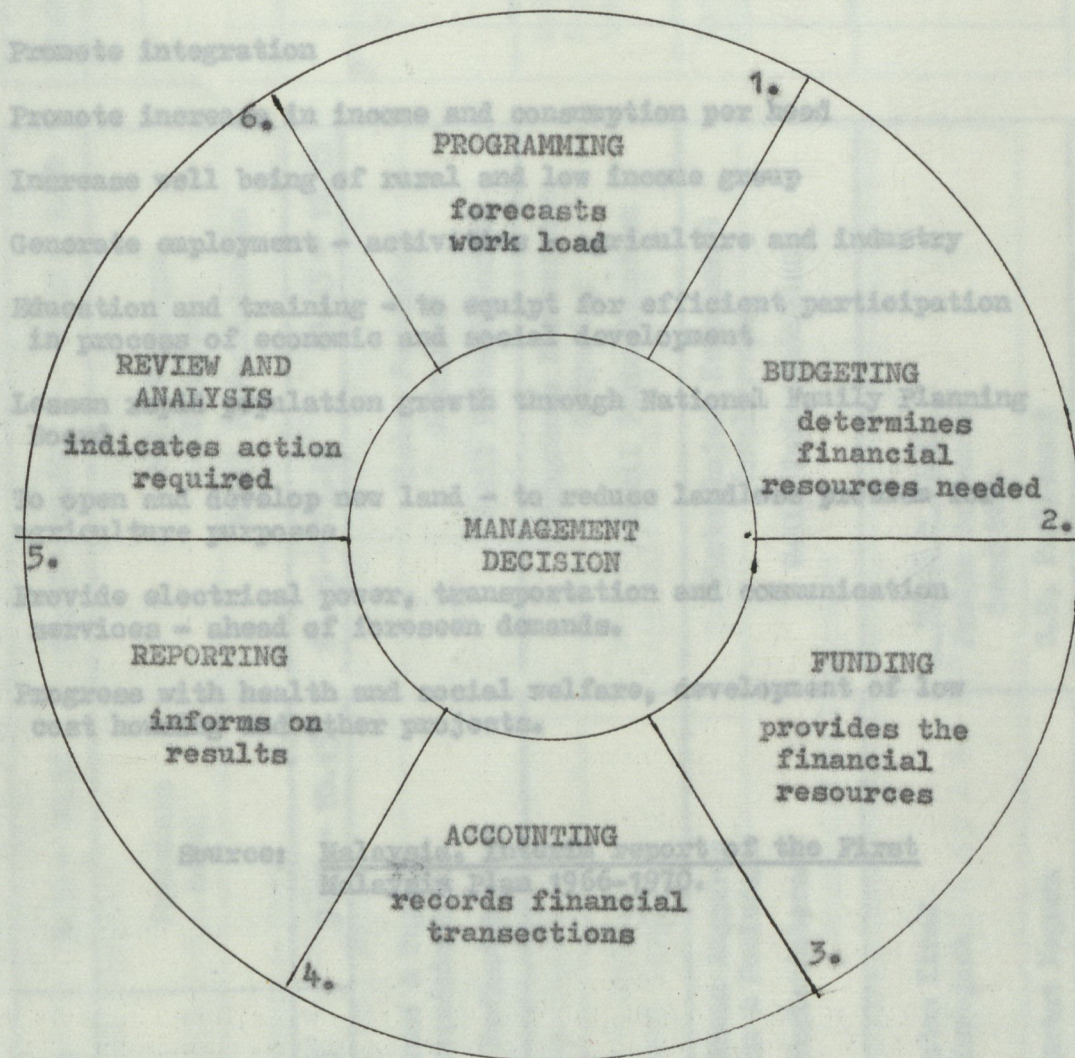 1.
PROGRAMMING
forecasts
work load
BUDGETING
determines
financial
resources needed
2.
FUNDING
provides the
financial
resources
3.
ACCOUNTING
records financial
transections
4.
REPORTING
informs on
results
5.
REVIEW AND
ANALYSIS
indicates action
required
6.
MANAGEMENT
DECISION
Promote integration
Promote increase in income and consumption per head
Increase well being of rural and low income group
Generate employment - activities agriculture and industry
Education and training - to equipt for efficient participation
in process of economic and social development
Lessen population growth through National Family Planning
To open and develop new land - to reduce
agriculture purposes.
Provide electrical power, transportation and communication
services - ahead of foreseen demands.
Progress with health and social welfare, development of low
cost housing and other projects.
Source: Malaysia. Interim report of the First
Malaysia Plan 1966-1970.